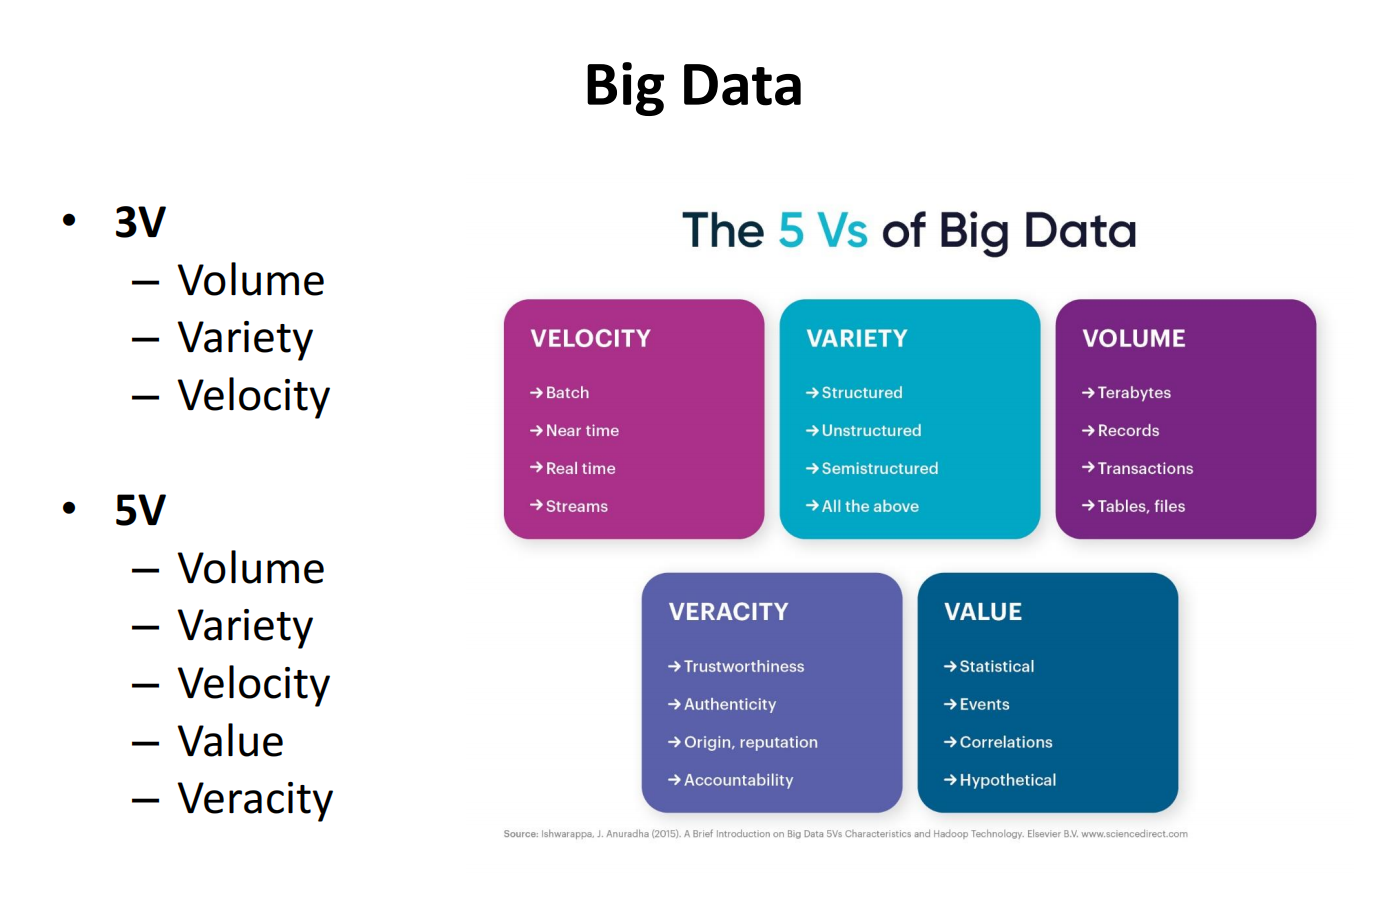 Big Data
• 3V
– Volume
– Variety
– Velocity
• 5V
– Volume
– Variety
– Velocity
– Value
– Veracity
The 5 Vs of Big Data
VELOCITY
→ Batch
→ Near time
→ Real time
→ Streams
VARIETY
→ Structured
→ Unstructured
→ Semistructured
→ All the above
VOLUME
→ Terabytes
→ Records
→ Transactions
→ Tables, files
VERACITY
→ Trustworthiness
→ Authenticity
→ Origin, reputation
→ Accountability
VALUE
→ Statistical
→ Events
→ Correlations
→ Hypothetical
Source: Ishwarappa, J. Anuradha (2015). A Brief Introduction on Big Data 5Vs Characteristics and Hadoop Technology. Elsevier B.V. www.sciencedirect.com